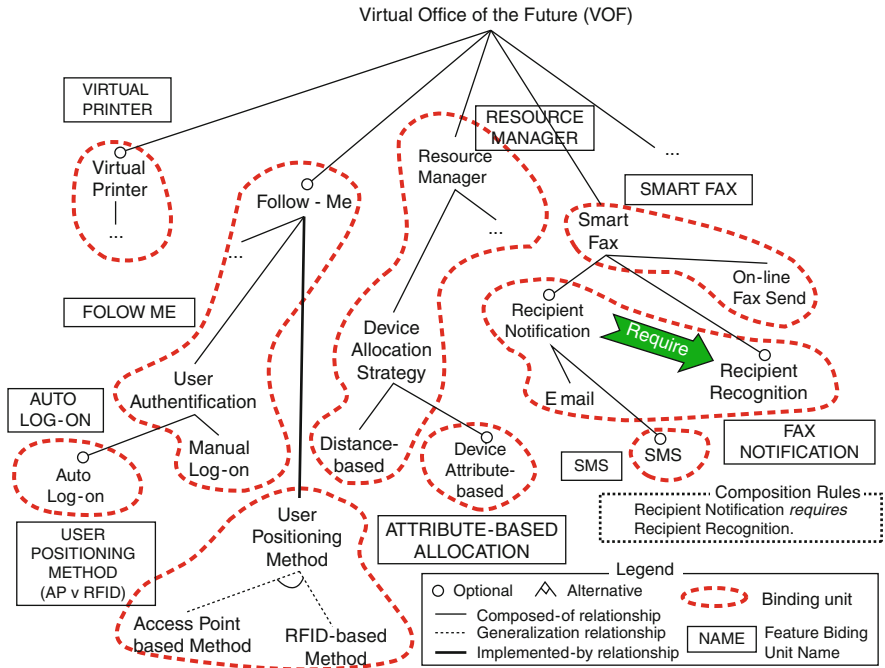 Virtual Office of the Future (VOF)
VIRTUAL
PRINTER
RESOURCE
MANAGER
Virtual
Printer
...
Follow - Me
...
Resource
Manager
...
...
SMART FAX
Smart
Fax
On-line
Fax Send
FOLOW ME
Recipient
Notification
Require
Recipient
Recognition
Device
Allocation
Strategy
User
Authentification
E mail
AUTO
LOG-ON
Manual
Log-on
Distance-
based
Device
Attribute-
based
SMS
SMS
FAX
NOTIFICATION
Auto
Log-on
Composition Rules
Recipient Notification requires
Recipient Recognition.
USER
POSITIONING
METHOD
(AP v RFID)
User
Positioning
Method
ATTRIBUTE-BASED
ALLOCATION
Access Point
based Method
RFID-based
Method
Legend
Optional
Alternative
Binding unit
Composed-of relationship
Generalization relationship
Implemented-by relationship
NAME
Feature Biding
Unit Name